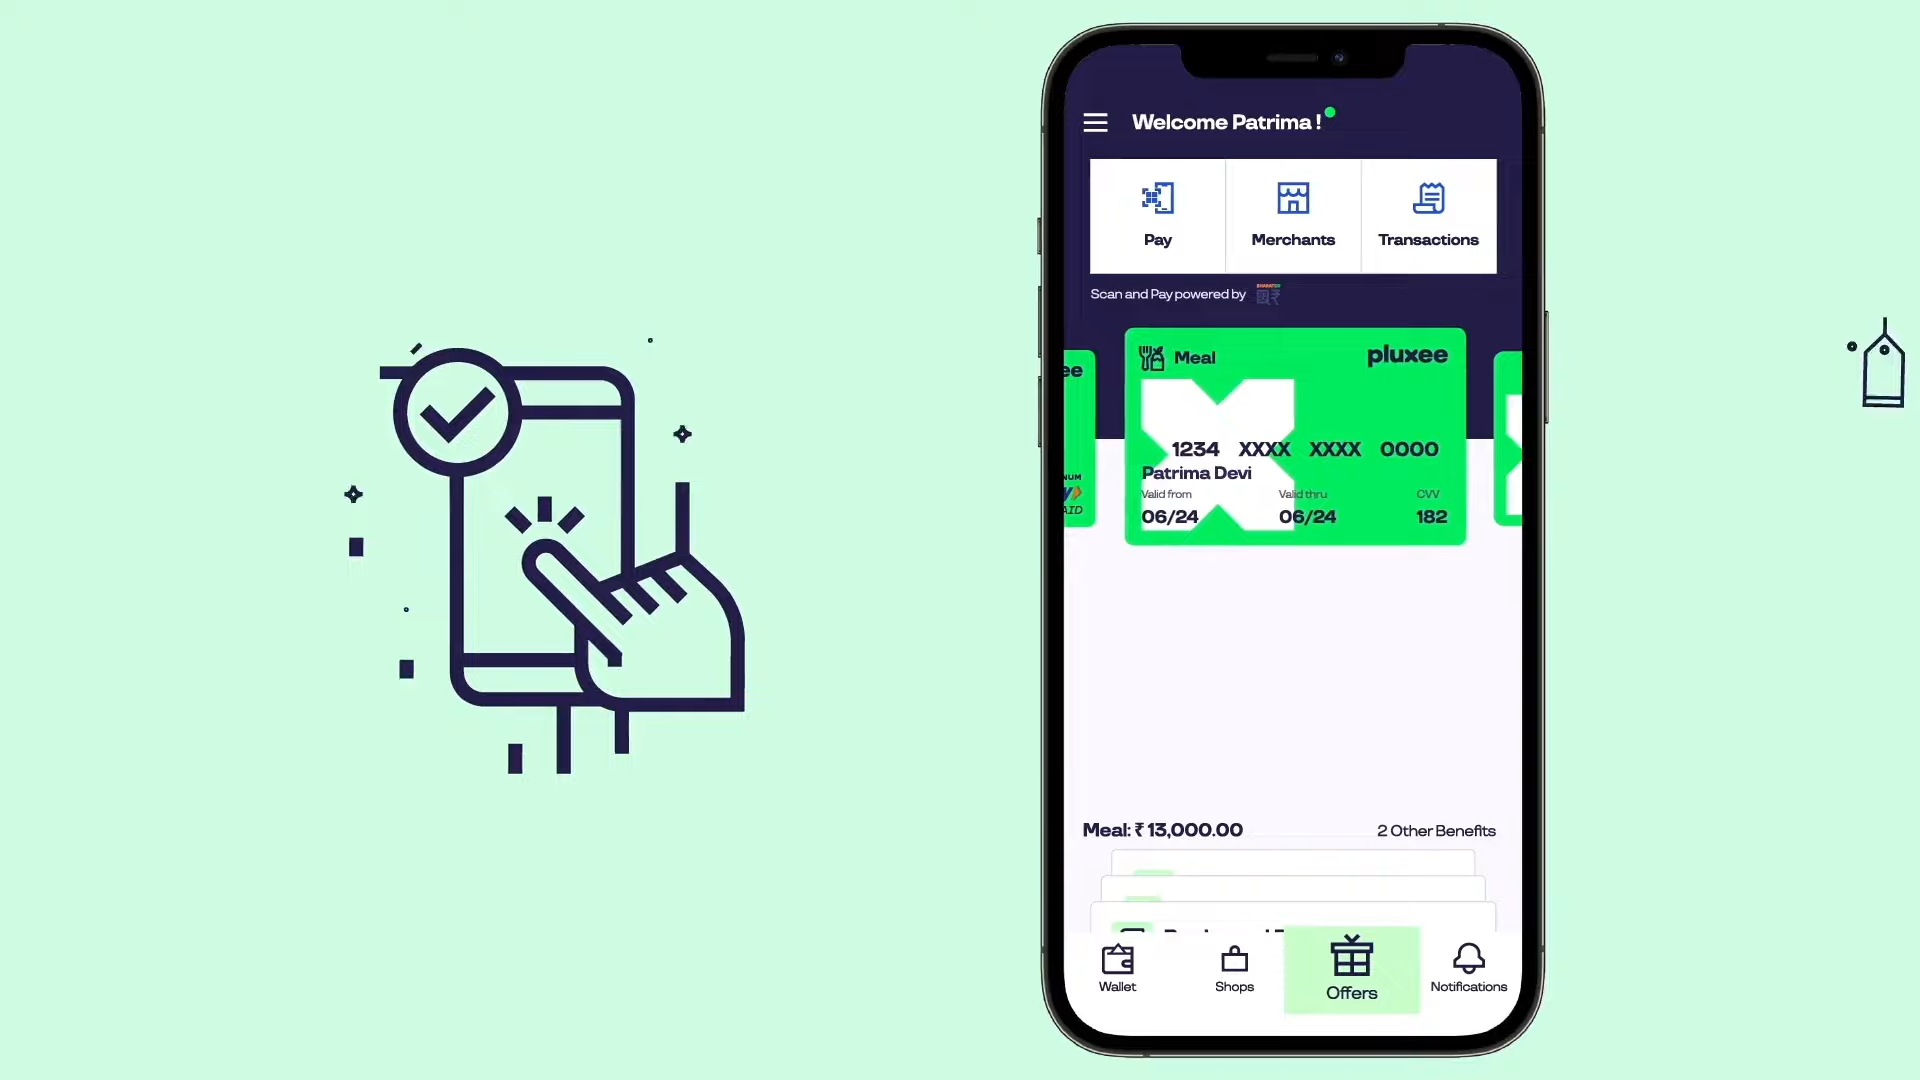 Welcome Patrima !
Pay
Merchants
Transactions
Scan and Pay powered by
ee
Meal
pluxee
1234 XXXX XXXX 0000
Patrima Devi
Valid from
Valid thru
CVV
06/24
06/24
182
Meal: ₹ 13,000.00
2 Other Benefits
Wallet
Shops
Offers
Notifications